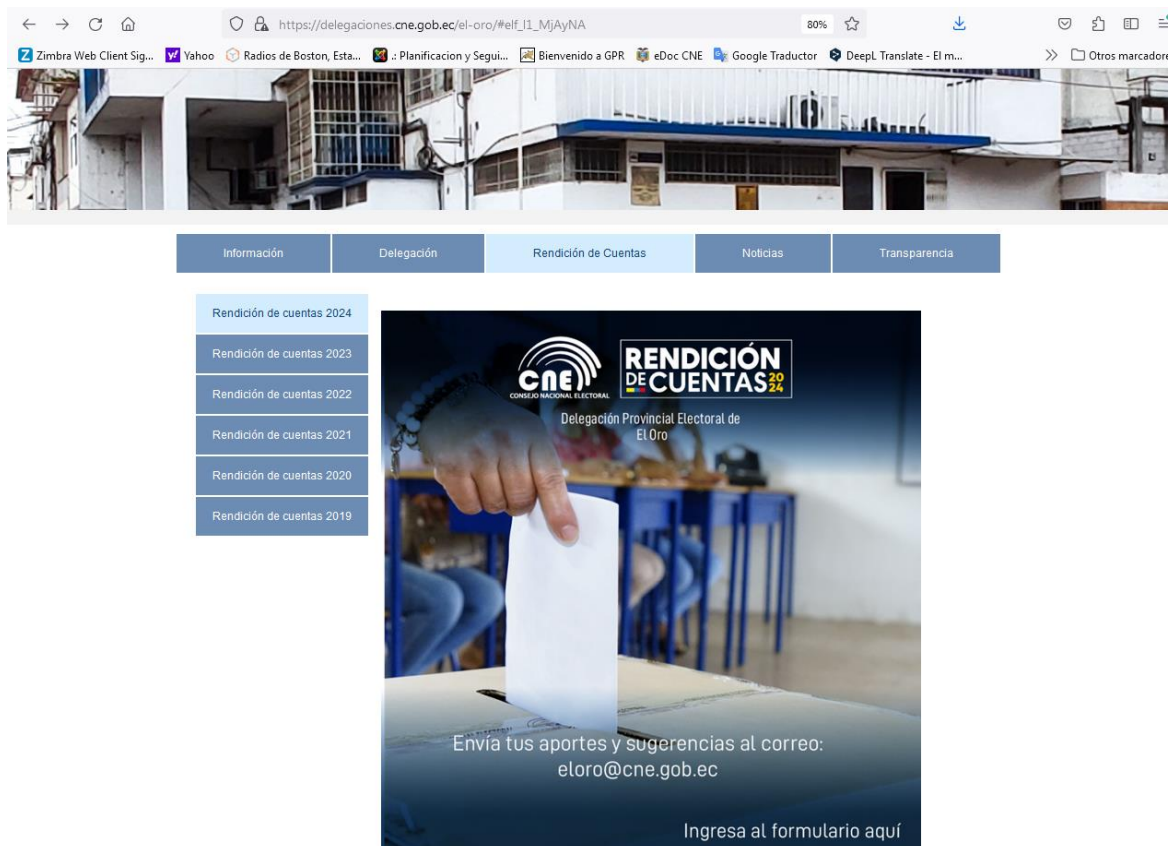 https://delegaciones.cne.gob.ec/el-oro/#elf_l1_MjAyNA
80%
Zimbra Web Client Sig...
Yahoo
Radios de Boston, Esta...
.: Planificacion y Segui...
Bienvenido a GPR
eDoc CNE
Google Traductor
DeepL Translate - El m...
Otros marcadore
Información
Delegación
Rendición de Cuentas
Noticias
Transparencia
Rendición de cuentas 2024
Rendición de cuentas 2023
Rendición de cuentas 2022
Rendición de cuentas 2021
Rendición de cuentas 2020
Rendición de cuentas 2019
CNE
CONSEJO NACIONAL ELECTORAL
RENDICIÓN
DE CUENTAS 2024
Delegación Provincial Electoral de
El Oro
Envía tus aportes y sugerencias al correo:
eloro@cne.gob.ec
Ingresa al formulario aquí